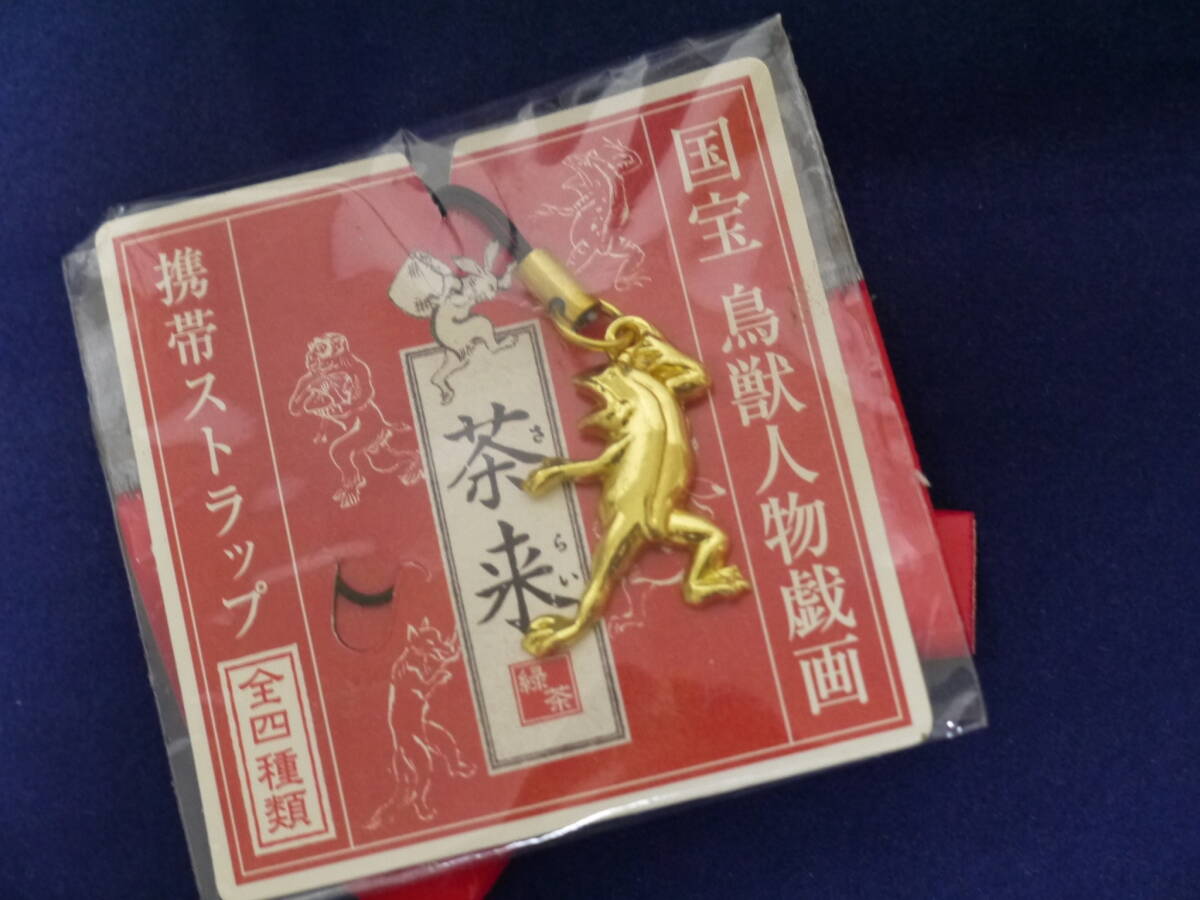 国宝 鳥獣人物戯画
茶来
さらい
緑茶
携帯ストラップ
全四種類